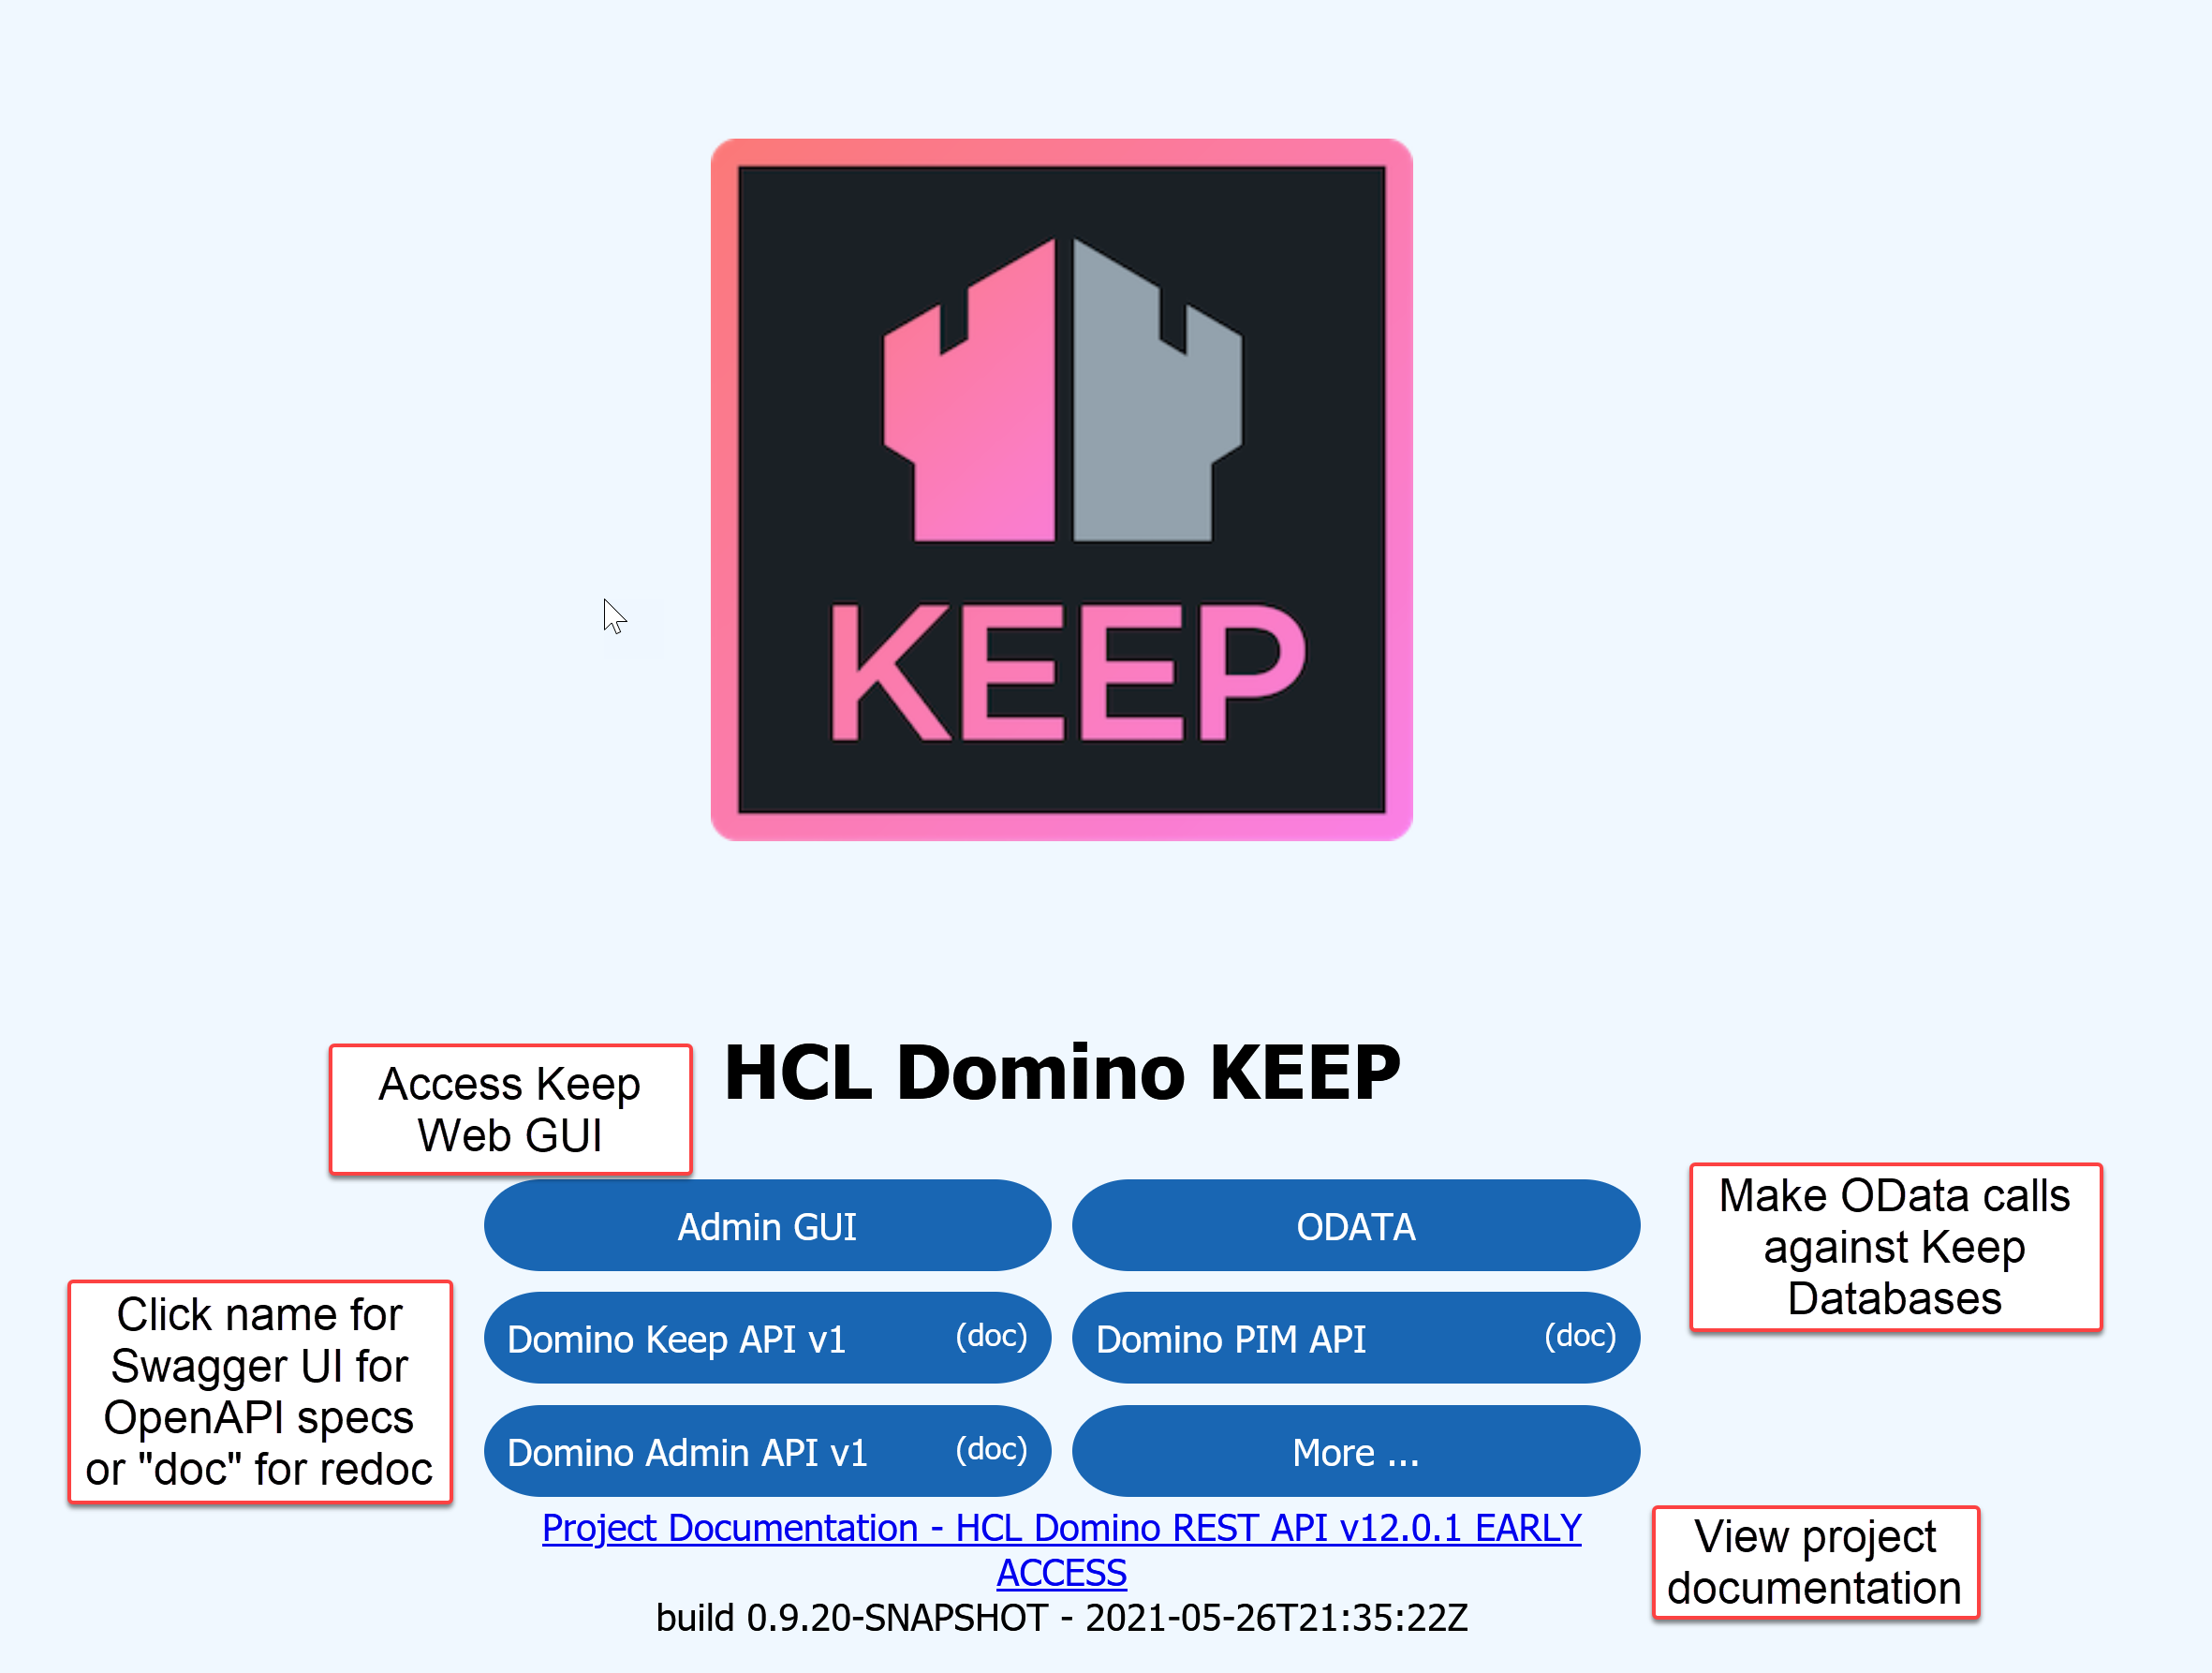 KEEP
HCL Domino KEEP
Access Keep
Web GUI
Admin GUI
ODATA
Make OData calls
against Keep
Databases
Click name for
Swagger UI for
OpenAPI specs
or "doc" for redoc
Domino Keep API v1 (doc)
Domino PIM API (doc)
Domino Admin API v1 (doc)
More ...
Project Documentation - HCL Domino REST API v12.0.1 EARLY
ACCESS
View project
documentation
build 0.9.20-SNAPSHOT - 2021-05-26T21:35:22Z